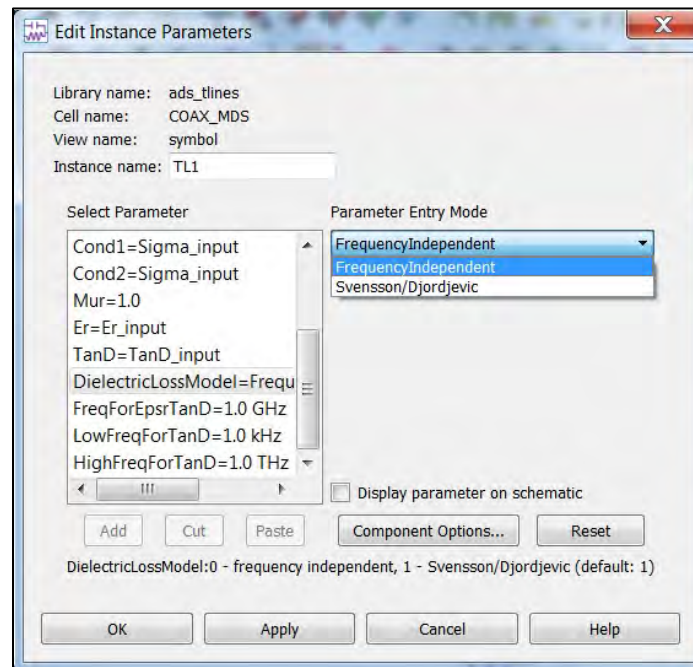 Edit Instance Parameters
Library name: ads_tlines
Cell name: COAX_MDS
View name: symbol
Instance name: TL1
Select Parameter
Parameter Entry Mode
Cond1=Sigma_input
Cond2=Sigma_input
Mur=1.0
Er=Er_input
TanD=TanD_input
DielectricLossModel=Frequ
FreqForEpsrTanD=1.0 GHz
LowFreqForTanD=1.0 kHz
HighFreqForTanD=1.0 THz
FrequencyIndependent
FrequencyIndependent
Svensson/Djordjevic
Display parameter on schematic
Add Cut Paste Component Options... Reset
DielectricLossModel:0 - frequency independent, 1 - Svensson/Djordjevic (default: 1)
OK Apply Cancel Help